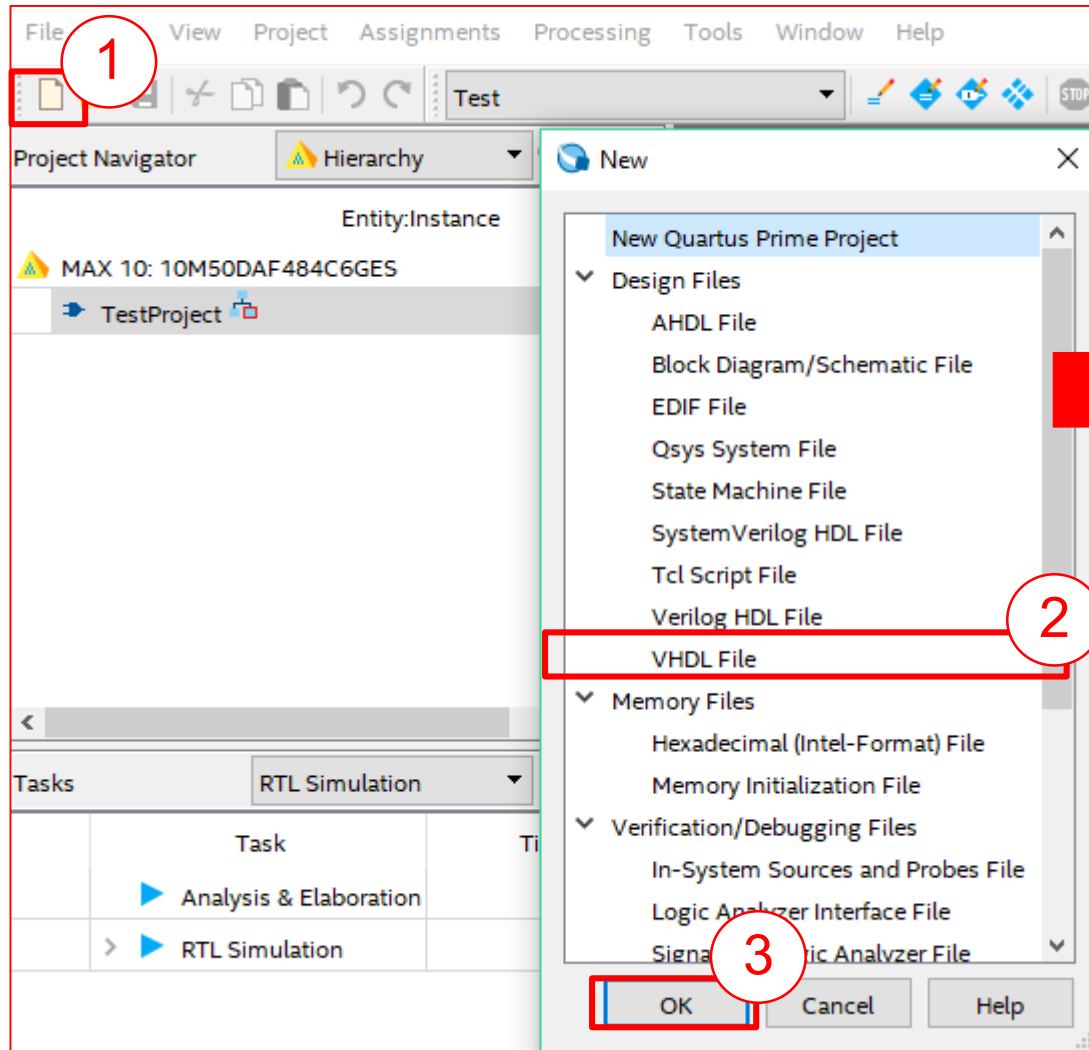 File View Project Assignments Processing Tools Window Help
1
Test
STOP
Project Navigator Hierarchy
New
Entity:Instance
New Quartus Prime Project
MAX 10: 10M50DAF484C6GES
Design Files
TestProject
AHDL File
Block Diagram/Schematic File
EDIF File
Qsys System File
State Machine File
SystemVerilog HDL File
Tcl Script File
Verilog HDL File
2
VHDL File
Memory Files
Hexadecimal (Intel-Format) File
Memory Initialization File
Tasks RTL Simulation
Verification/Debugging Files
Task Ti
In-System Sources and Probes File
Analysis & Elaboration
Logic Analyzer Interface File
RTL Simulation
Analyzer File
3
OK Cancel Help